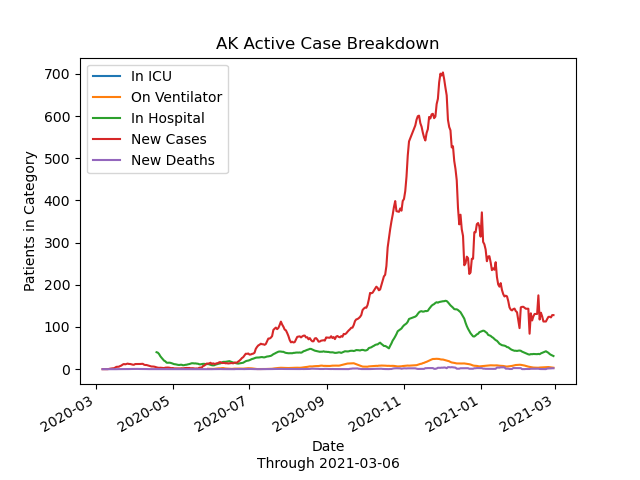 AK Active Case Breakdown
In ICU
On Ventilator
In Hospital
New Cases
New Deaths
700
600
500
400
300
200
100
0
Patients in Category
2020-03
2020-05
2020-07
2020-09
2020-11
2021-01
2021-03
Date
Through 2021-03-06